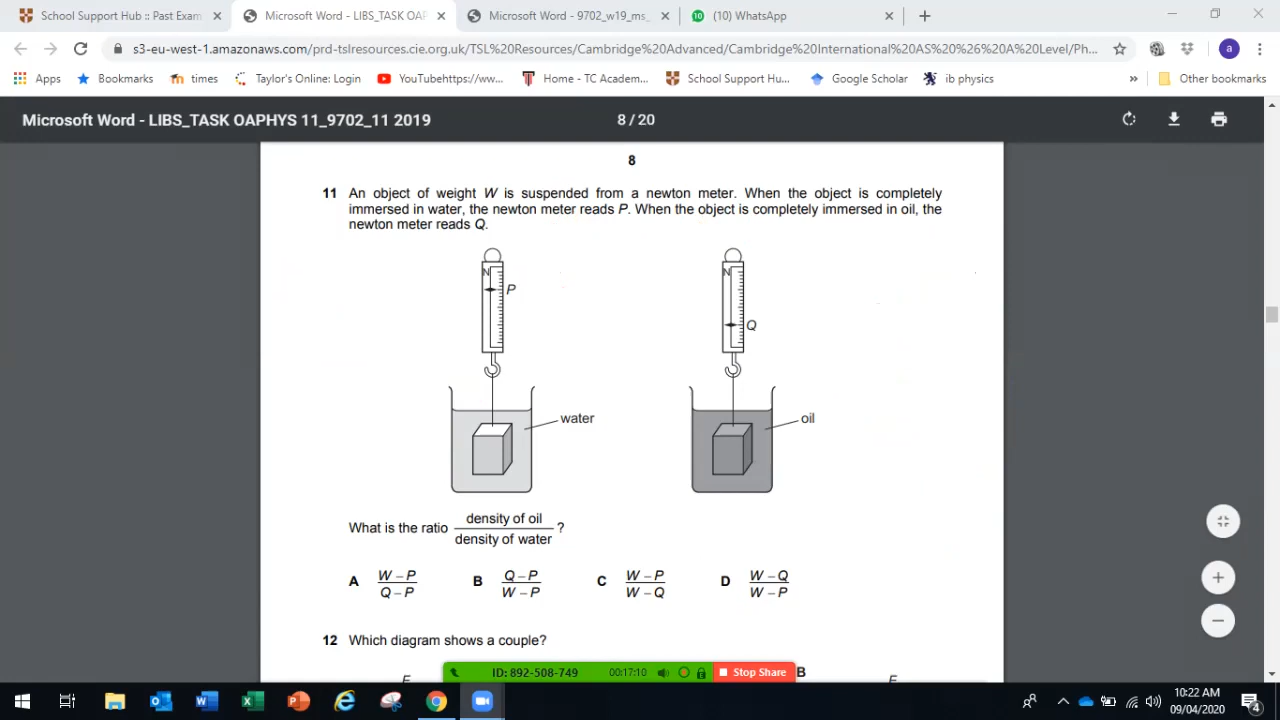 School Support Hub :: Past Exam
Microsoft Word - LIBS_TASK OAP
Microsoft Word - 9702_w19_ms_
(10) WhatsApp
s3-eu-west-1.amazonaws.com/prd-tslresources.cie.org.uk/TSL%20Resources/Cambridge%20Advanced/Cambridge%20International%20AS%20%26%20A%20Level/Ph...
a
Apps
Bookmarks
times
Taylor's Online: Login
YouTubehttps://ww...
Home - TC Academ...
School Support Hu...
Google Scholar
ib physics
»
Other bookmarks
Microsoft Word - LIBS_TASK OAPHYS 11_9702_11 2019
8 / 20
8
11 An object of weight W is suspended from a newton meter. When the object is completely
immersed in water, the newton meter reads P. When the object is completely immersed in oil, the
newton meter reads Q.
N
P
N
Q
water
oil
What is the ratio density of oil / density of water ?
A W – P / Q – P
B Q – P / W – P
C W – P / W – Q
D W – Q / W – P
12 Which diagram shows a couple?
F
B
F
ID: 892-508-749
00:17:10
Stop Share
10:22 AM
09/04/2020
4